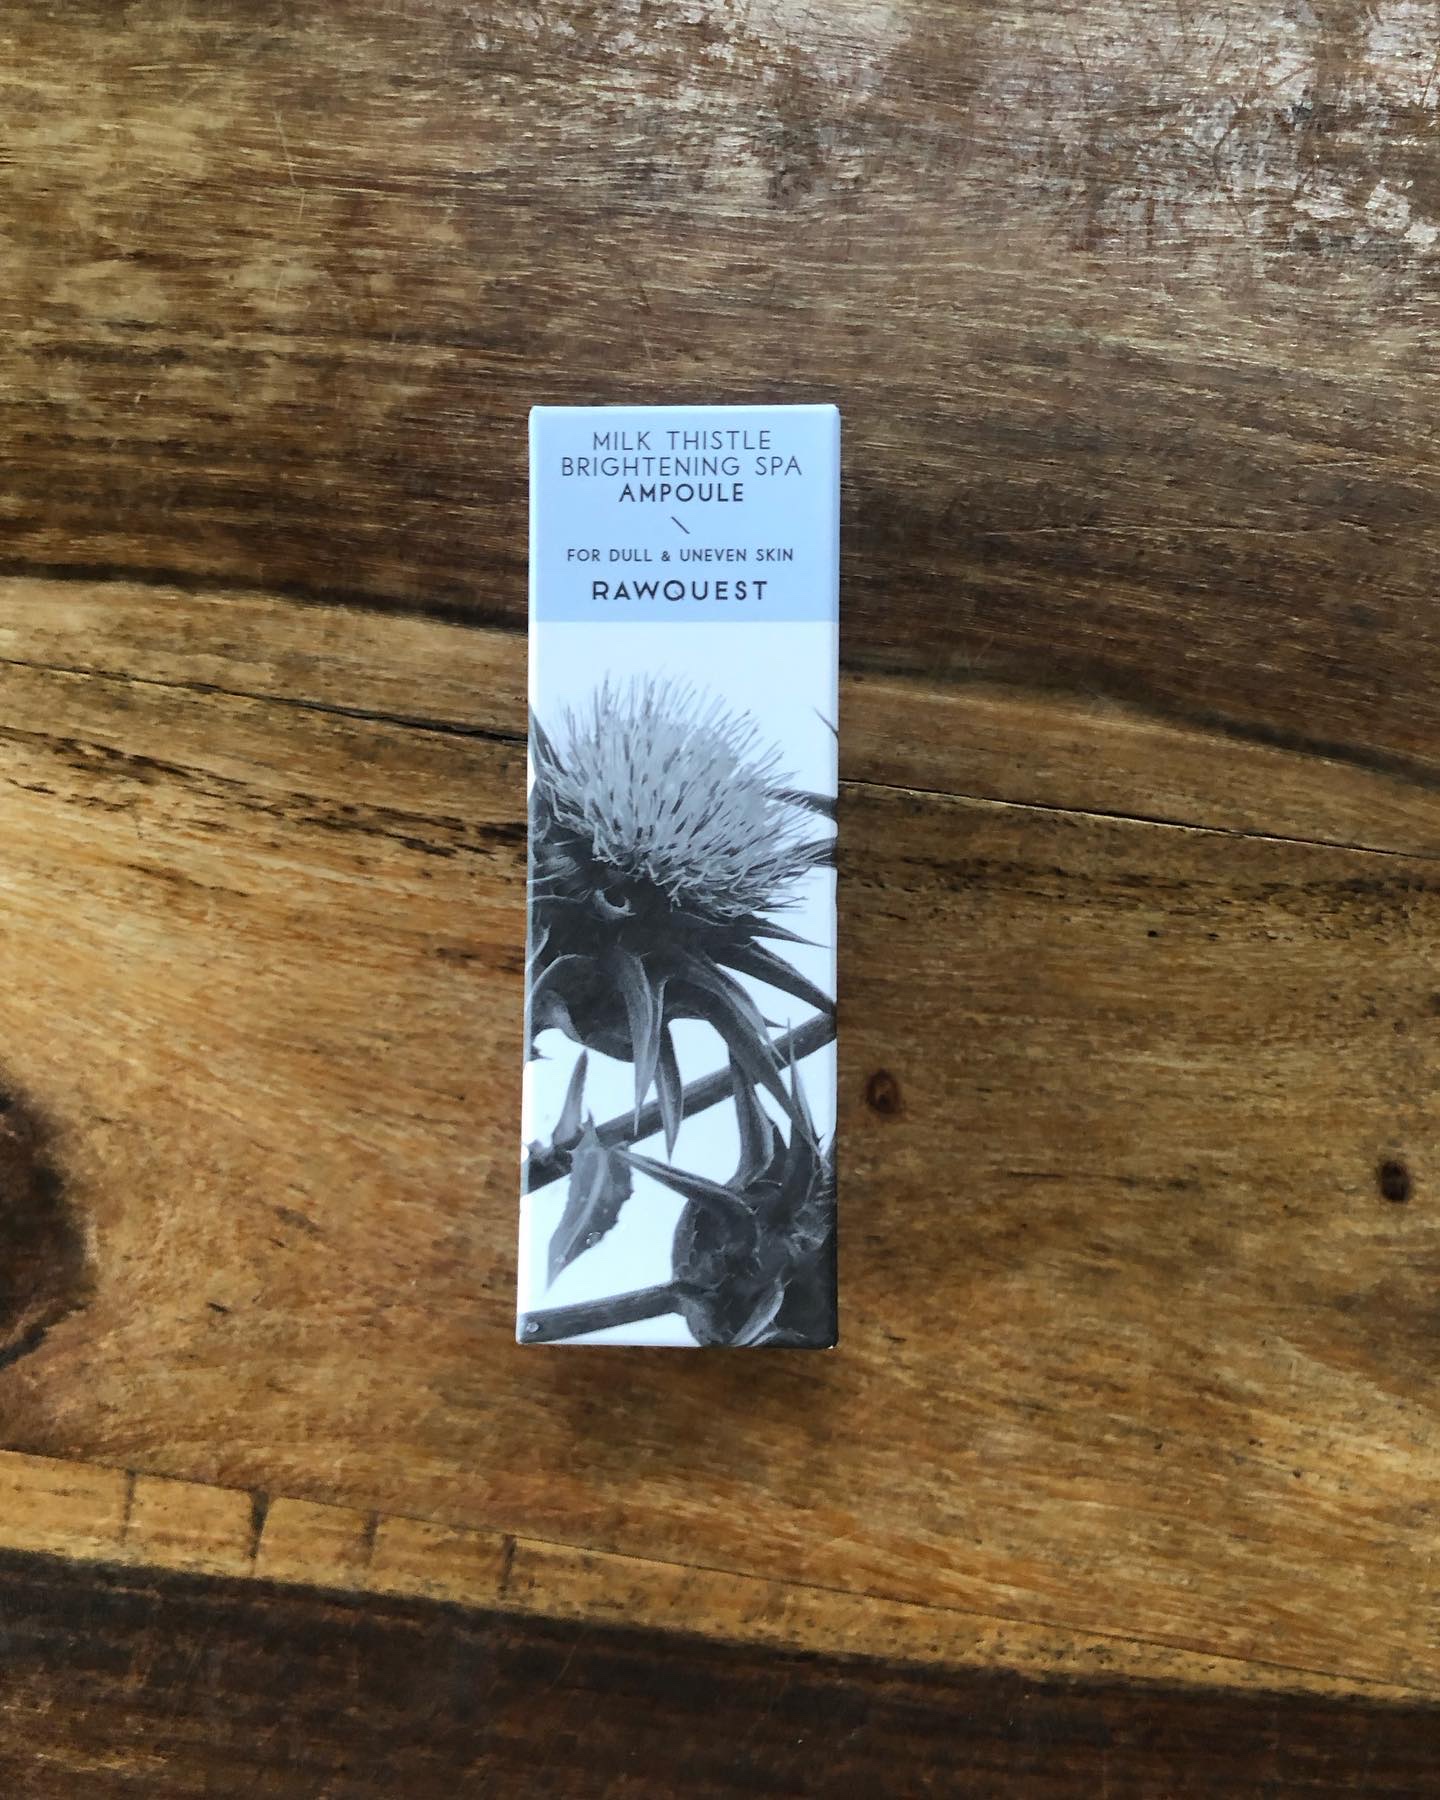 MILK THISTLE
BRIGHTENING SPA
AMPOULE
\
FOR DULL & UNEVEN SKIN
RAWQUEST